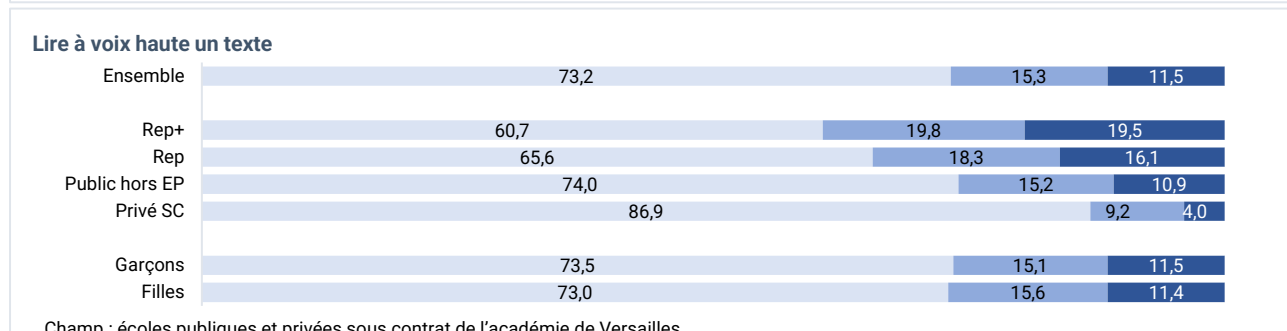 Lire à voix haute un texte
Ensemble 73,2 15,3 11,5
Rep+ 60,7 19,8 19,5
Rep 65,6 18,3 16,1
Public hors EP 74,0 15,2 10,9
Privé SC 86,9 9,2 4,0
Garçons 73,5 15,1 11,5
Filles 73,0 15,6 11,4
Champ : écoles publiques et privées sous contrat de l'académie de Versailles